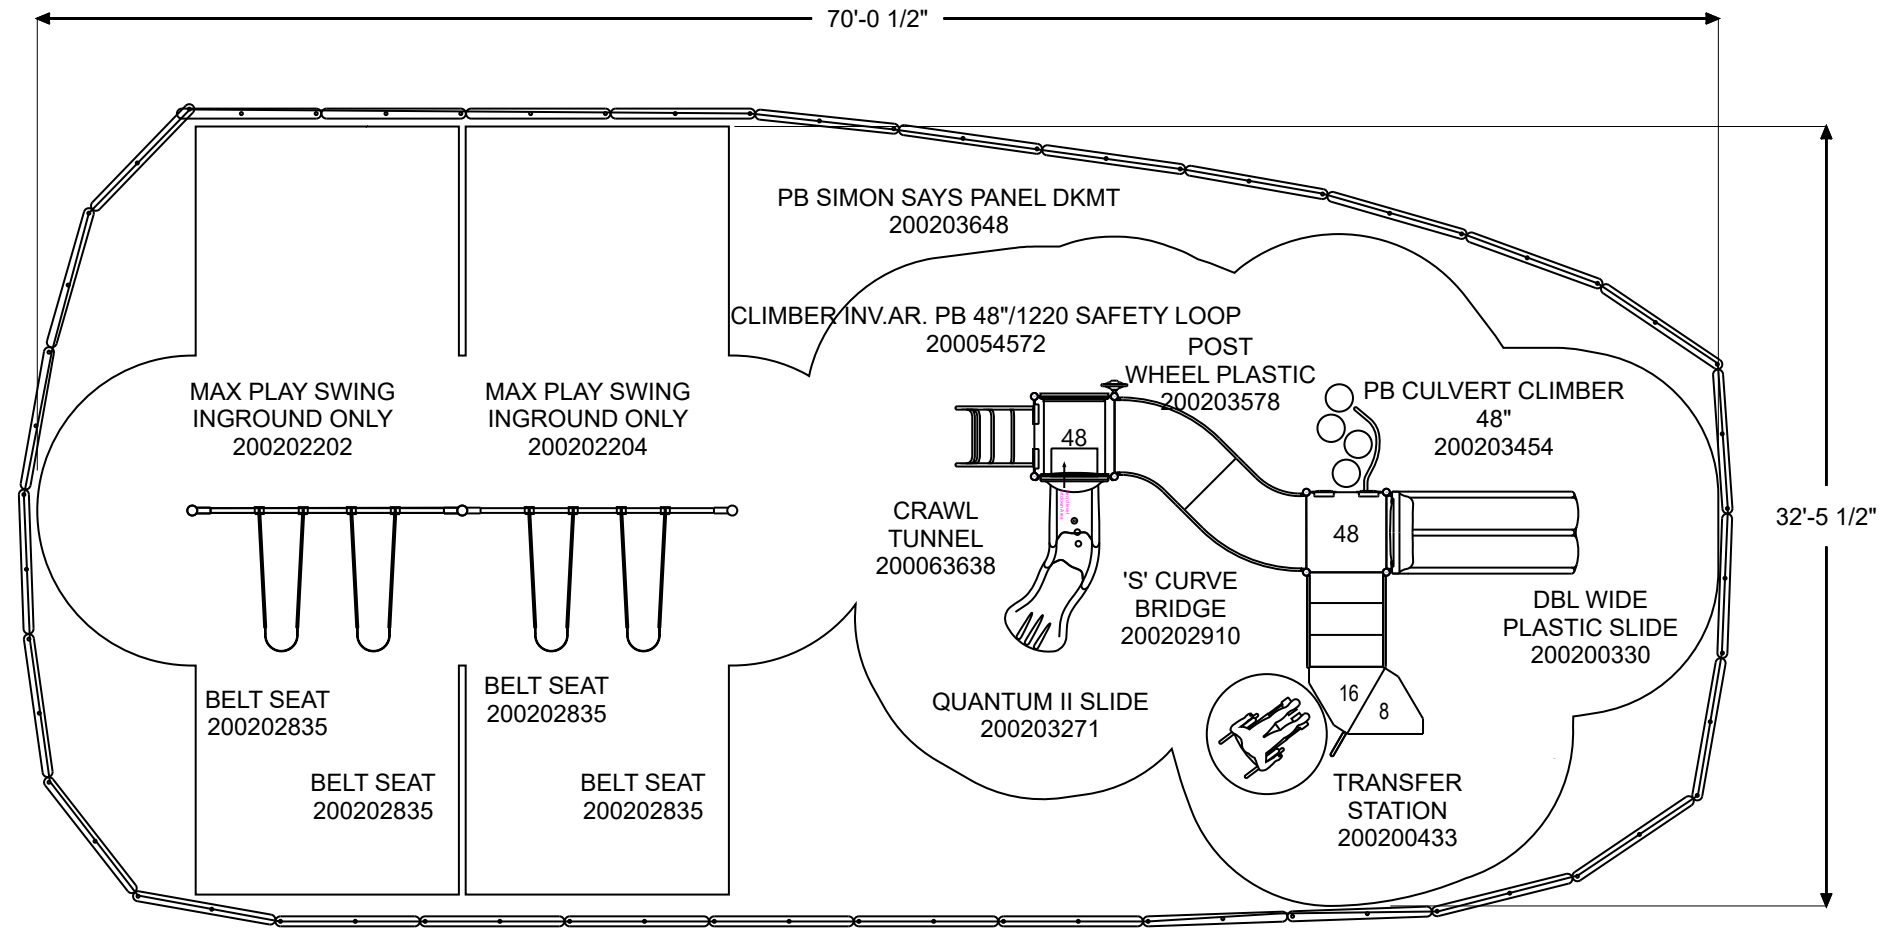 70'-0 1/2"
PB SIMON SAYS PANEL DKMT
200203648
CLIMBER INV.AR. PB 48"/1220 SAFETY LOOP
200054572
POST
WHEEL PLASTIC
200203578
MAX PLAY SWING
INGROUND ONLY
200202202
MAX PLAY SWING
INGROUND ONLY
200202204
PB CULVERT CLIMBER
48"
200203454
48
CRAWL
TUNNEL
200063638
48
32'-5 1/2"
'S' CURVE
BRIDGE
200202910
DBL WIDE
PLASTIC SLIDE
200200330
BELT SEAT
200202835
BELT SEAT
200202835
QUANTUM II SLIDE
200203271
16
8
BELT SEAT
200202835
BELT SEAT
200202835
TRANSFER
STATION
200200433